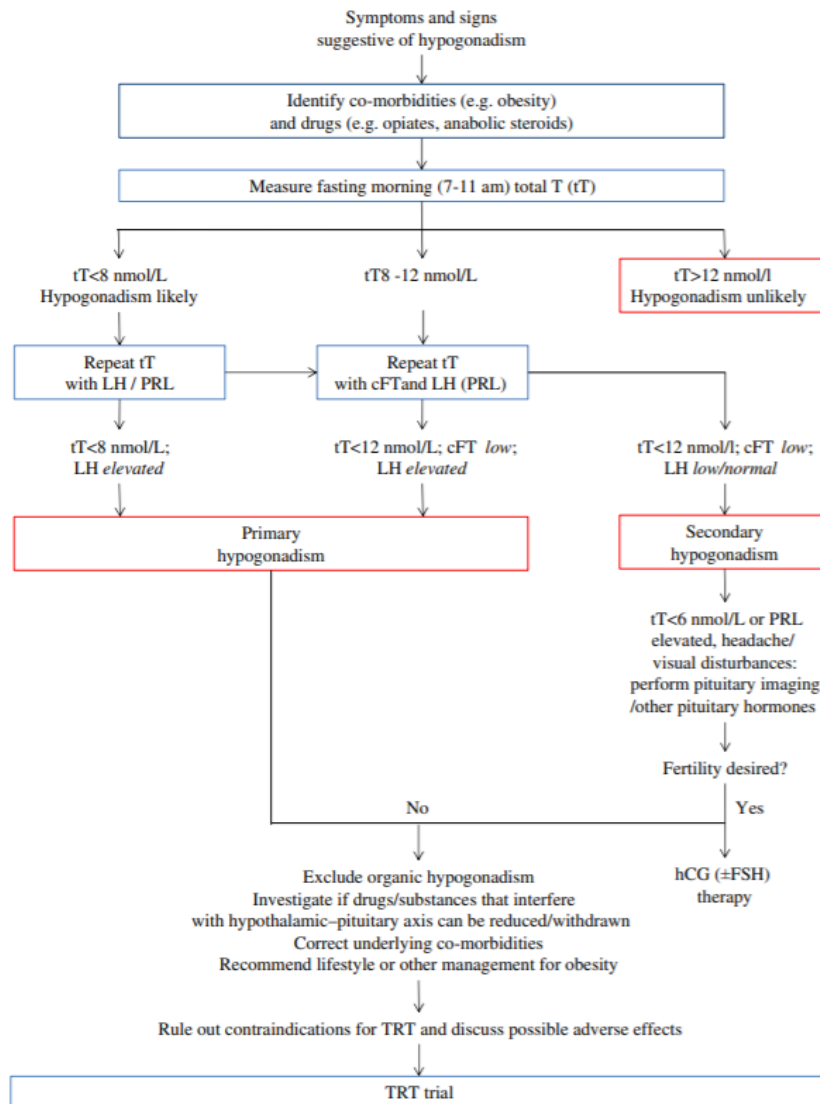 Symptoms and signs
suggestive of hypogonadism
Identify co-morbidities (e.g. obesity)
and drugs (e.g. opiates, anabolic steroids)
Measure fasting morning (7-11 am) total T (tT)
tT<8 nmol/L
Hypogonadism likely
tT8 -12 nmol/L
tT>12 nmol/l
Hypogonadism unlikely
Repeat tT
with LH / PRL
Repeat tT
with cFTand LH (PRL)
tT<8 nmol/L;
LH elevated
tT<12 nmol/L; cFT low;
LH elevated
tT<12 nmol/l; cFT low;
LH low/normal
Primary
hypogonadism
Secondary
hypogonadism
tT<6 nmol/L or PRL
elevated, headache/
visual disturbances:
perform pituitary imaging
/other pituitary hormones
Fertility desired?
No
Yes
Exclude organic hypogonadism
Investigate if drugs/substances that interfere
with hypothalamic–pituitary axis can be reduced/withdrawn
Correct underlying co-morbidities
Recommend lifestyle or other management for obesity
hCG (±FSH)
therapy
Rule out contraindications for TRT and discuss possible adverse effects
TRT trial